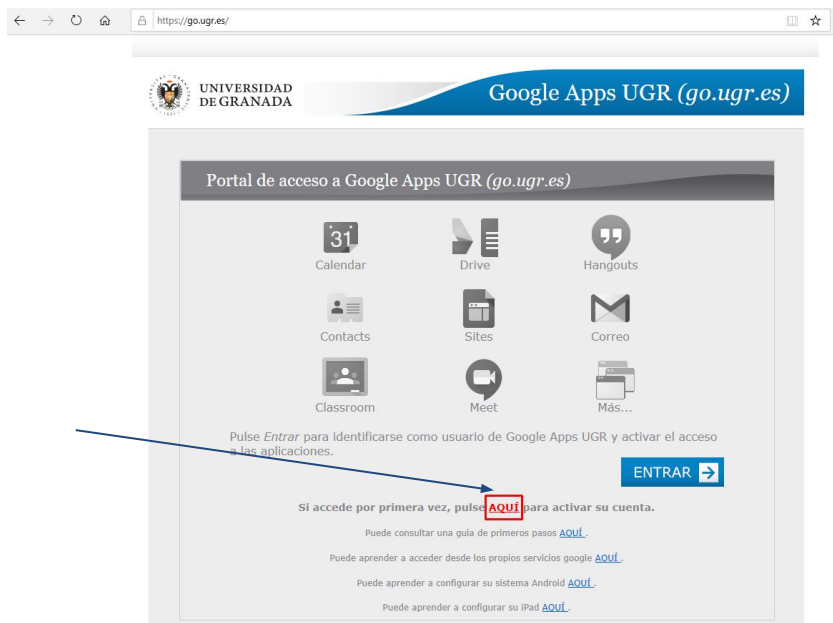 https://go.ugr.es/
UNIVERSIDAD
DE GRANADA
Google Apps UGR (go.ugr.es)
Portal de acceso a Google Apps UGR (go.ugr.es)
31
Calendar
Drive
Hangouts
Contacts
Sites
Correo
Classroom
Meet
Más...
Pulse Entrar para identificarse como usuario de Google Apps UGR y activar el acceso
a las aplicaciones.
ENTRAR
Si accede por primera vez, pulse AQUÍ para activar su cuenta.
Puede consultar una guia de primeros pasos AQUÍ .
Puede aprender a acceder desde los propios servicios google AQUÍ .
Puede aprender a configurar su sistema Android AQUÍ .
Puede aprender a configurar su iPad AQUÍ .